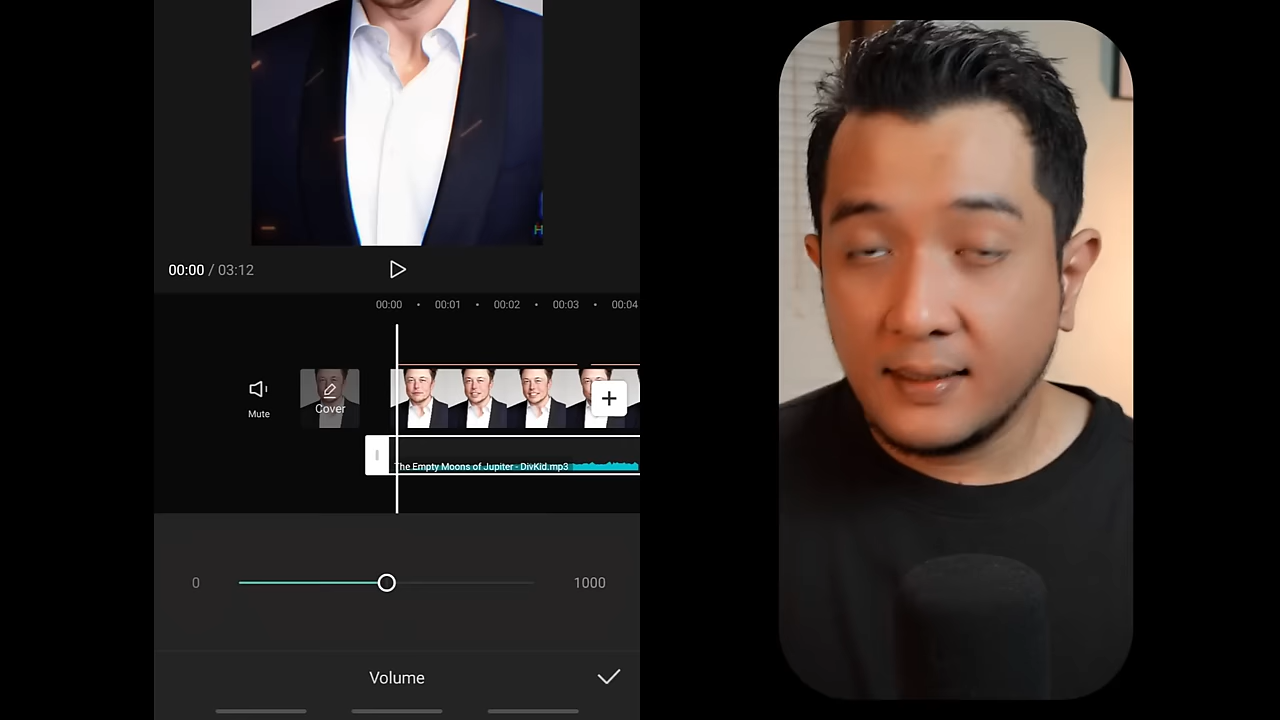 H
00:00 / 03:12
00:00 • 00:01 • 00:02 • 00:03 • 00:04
Mute
Cover
The Empty Moons of Jupiter - DivKid.mp3
0
1000
Volume